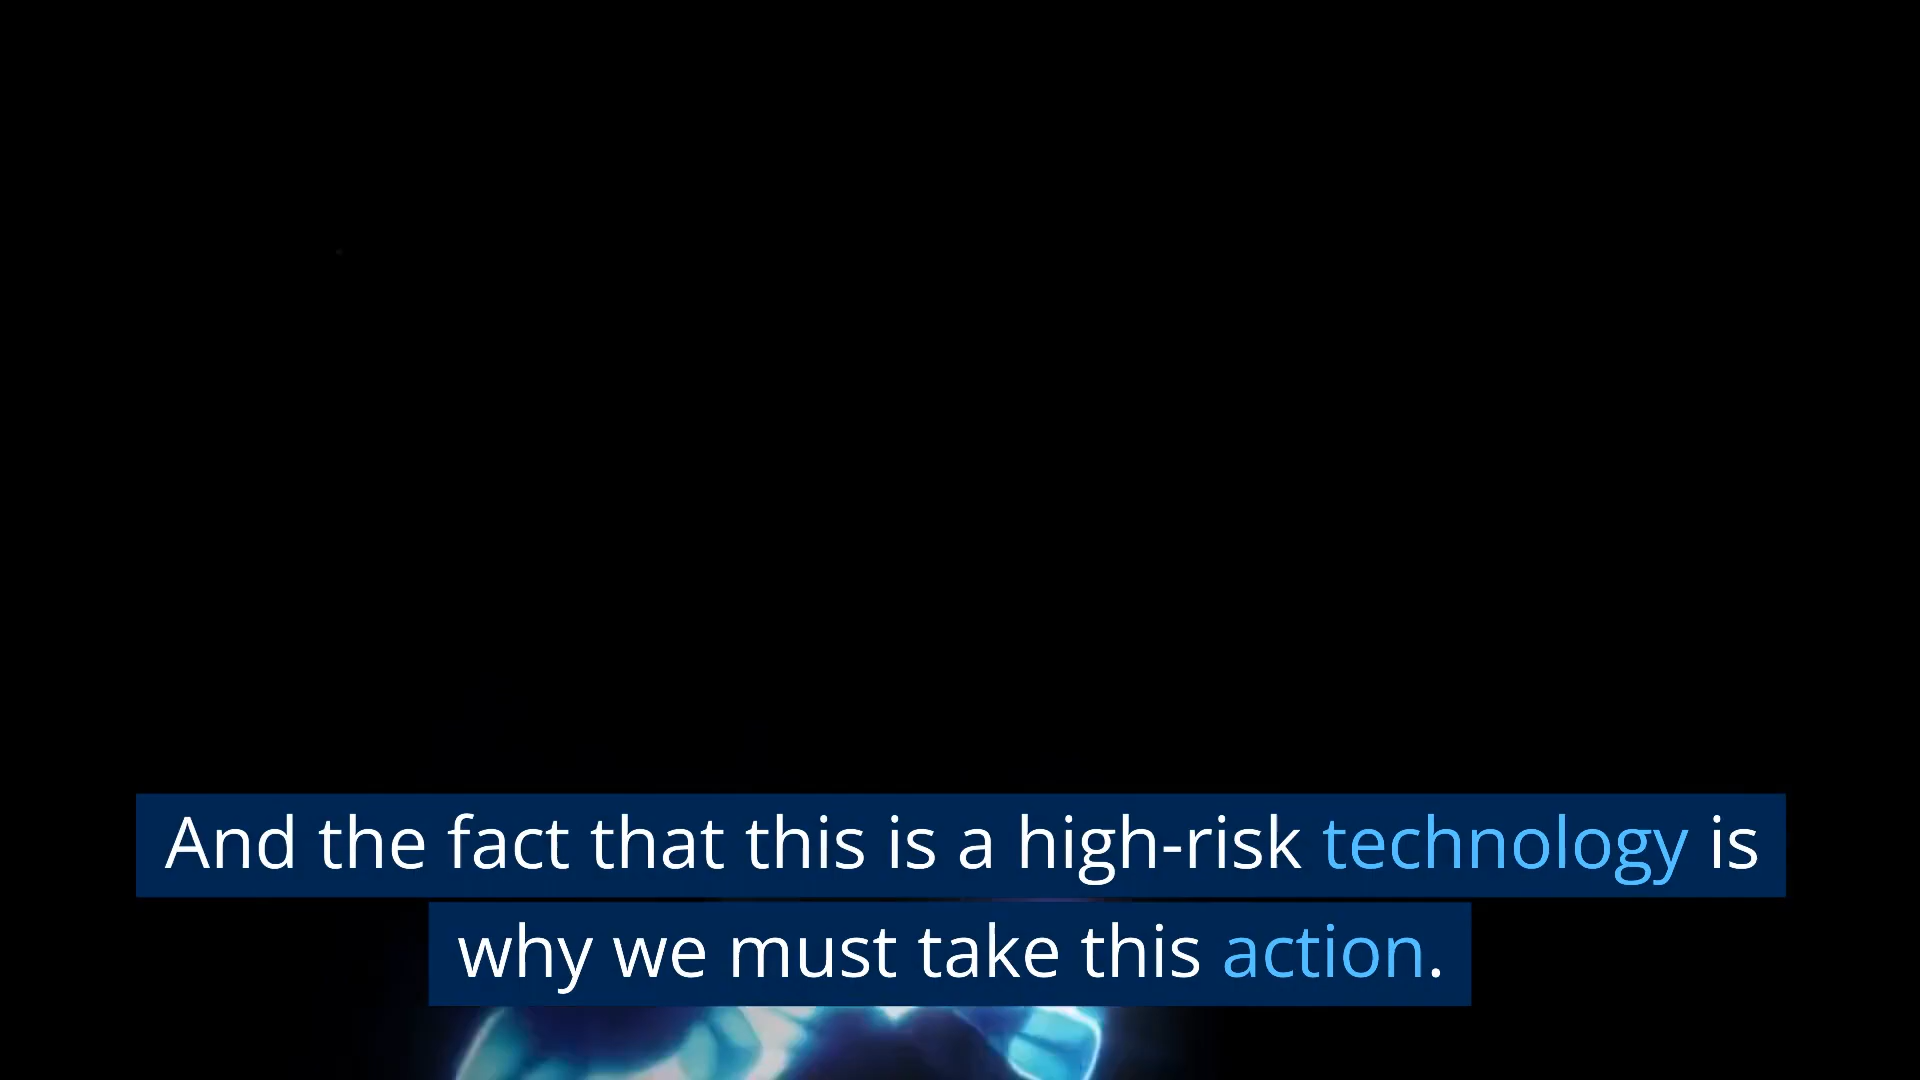 And the fact that this is a high-risk technology is
why we must take this action.